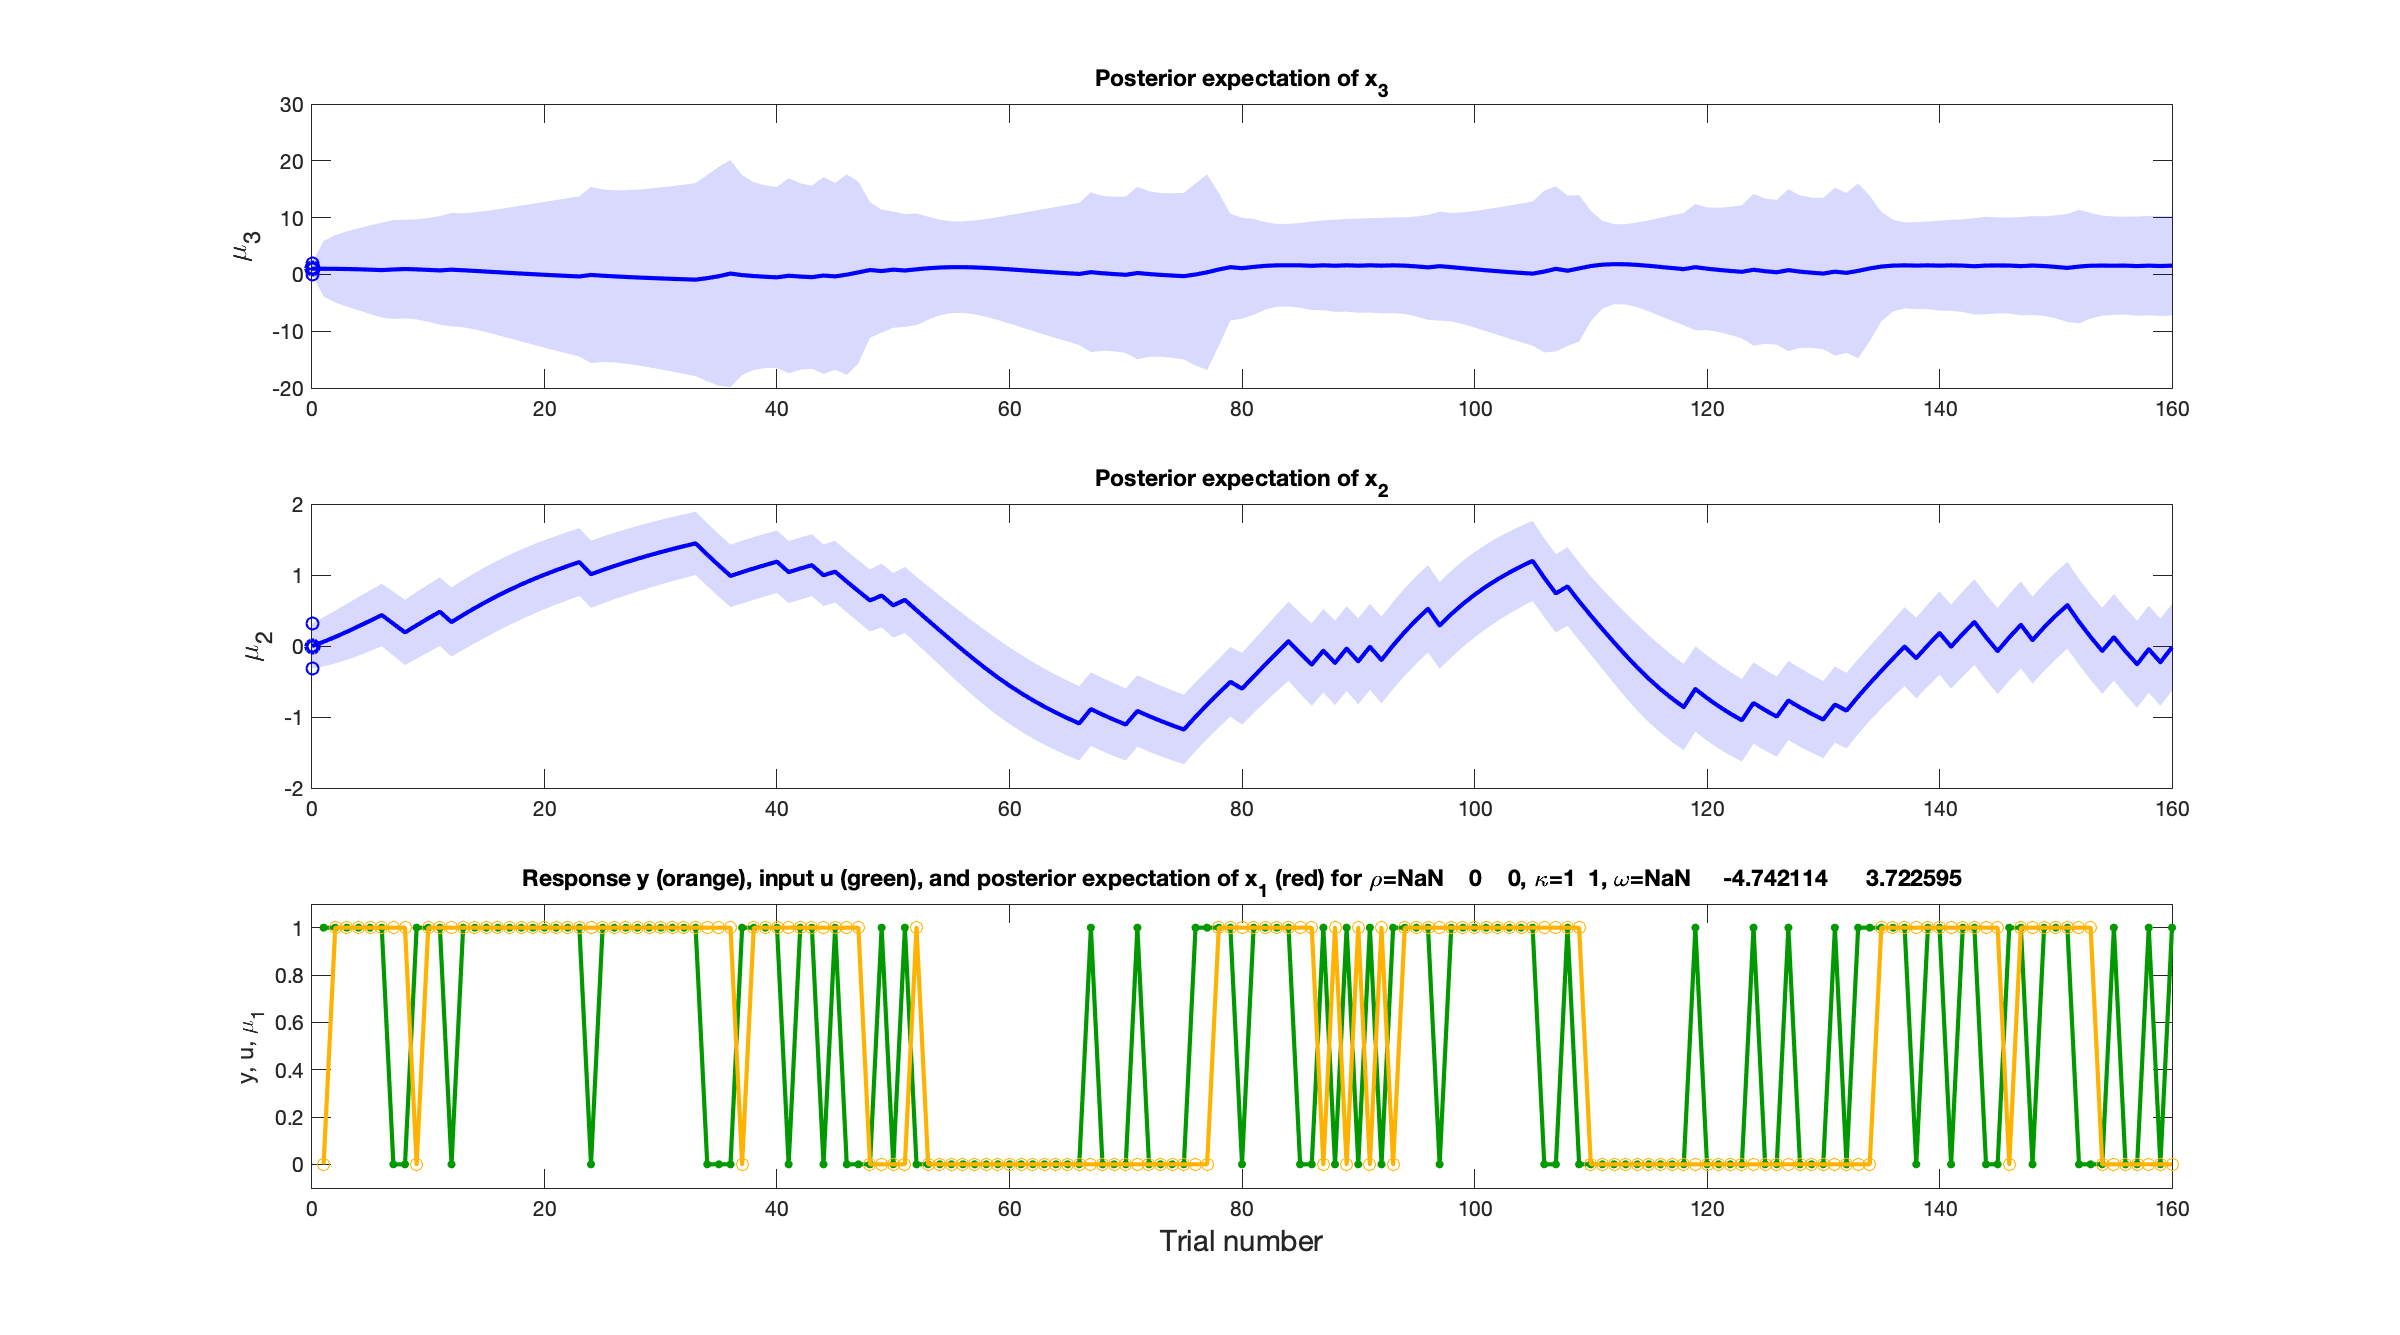 Posterior expectation of x3
30
20
10
0
-10
-20
μ3
0 20 40 60 80 100 120 140 160
Posterior expectation of x2
2
1
0
-1
-2
μ2
0 20 40 60 80 100 120 140 160
Response y (orange), input u (green), and posterior expectation of x1 (red) for ρ=NaN 0 0, κ=1 1, ω=NaN -4.742114 3.722595
1
0.8
0.6
0.4
0.2
0
y, u, μ1
0 20 40 60 80 100 120 140 160
Trial number